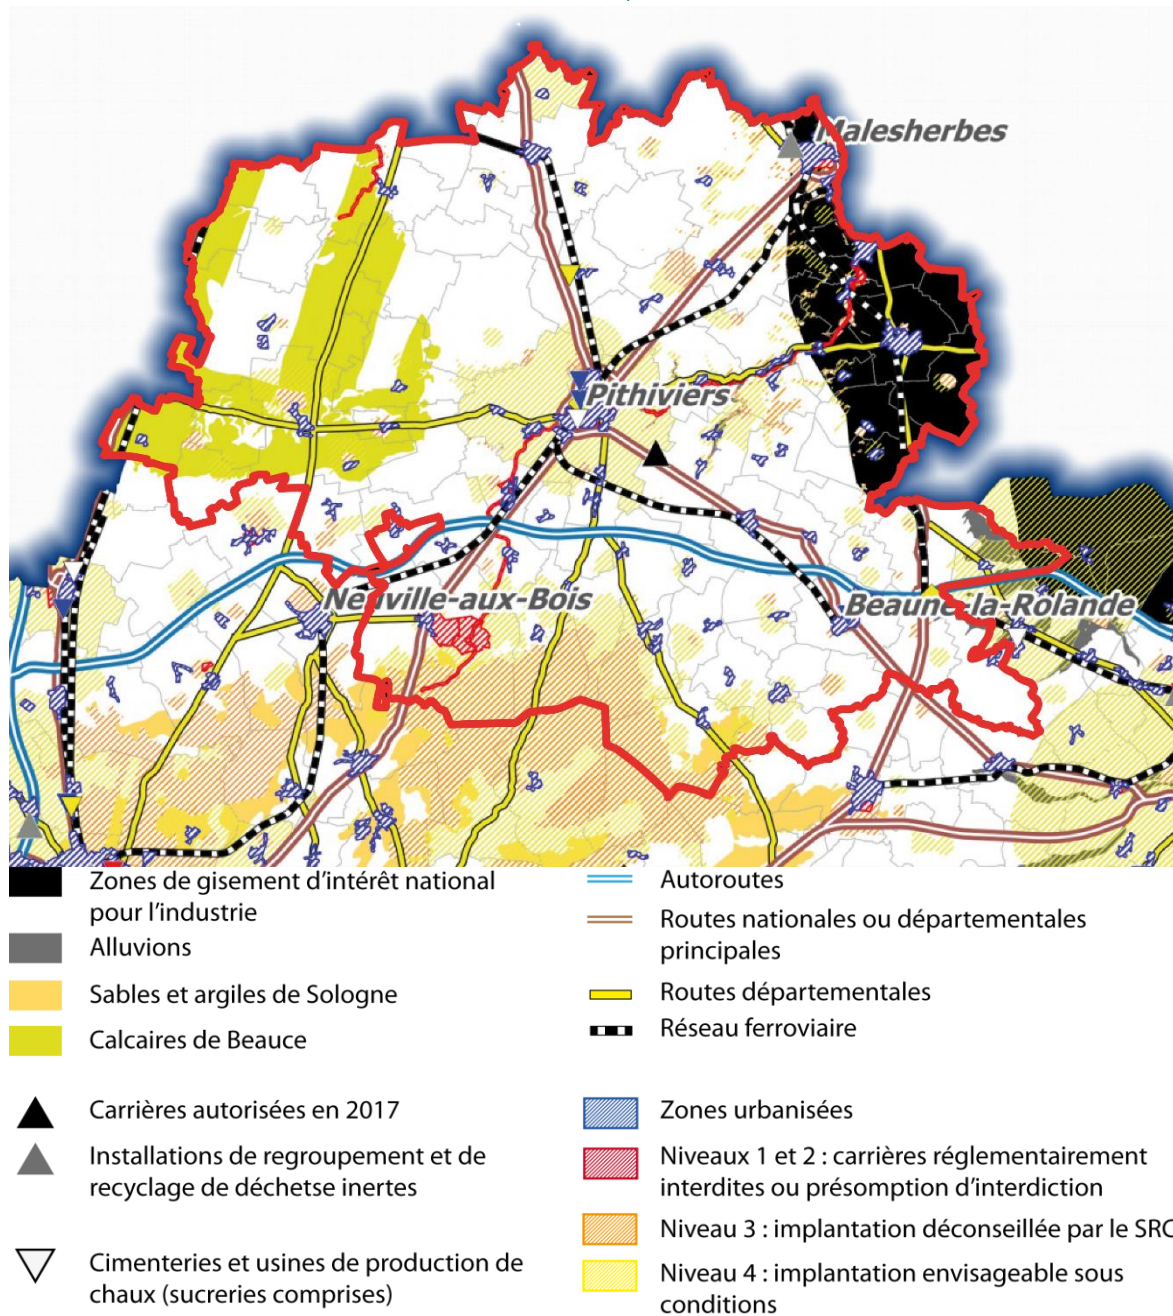 Malesherbes
Pithiviers
Neuville-aux-Bois
Beaune-la-Rolande
Zones de gisement d'intérêt national
pour l'industrie
Alluvions
Sables et argiles de Sologne
Calcaires de Beauce
Carrières autorisées en 2017
Installations de regroupement et de
recyclage de déchetse inertes
Cimenteries et usines de production de
chaux (sucreries comprises)
Autoroutes
Routes nationales ou départementales
principales
Routes départementales
Réseau ferroviaire
Zones urbanisées
Niveaux 1 et 2 : carrières réglementairement
interdites ou présomption d'interdiction
Niveau 3 : implantation déconseillée par le SRC
Niveau 4 : implantation envisageable sous
conditions